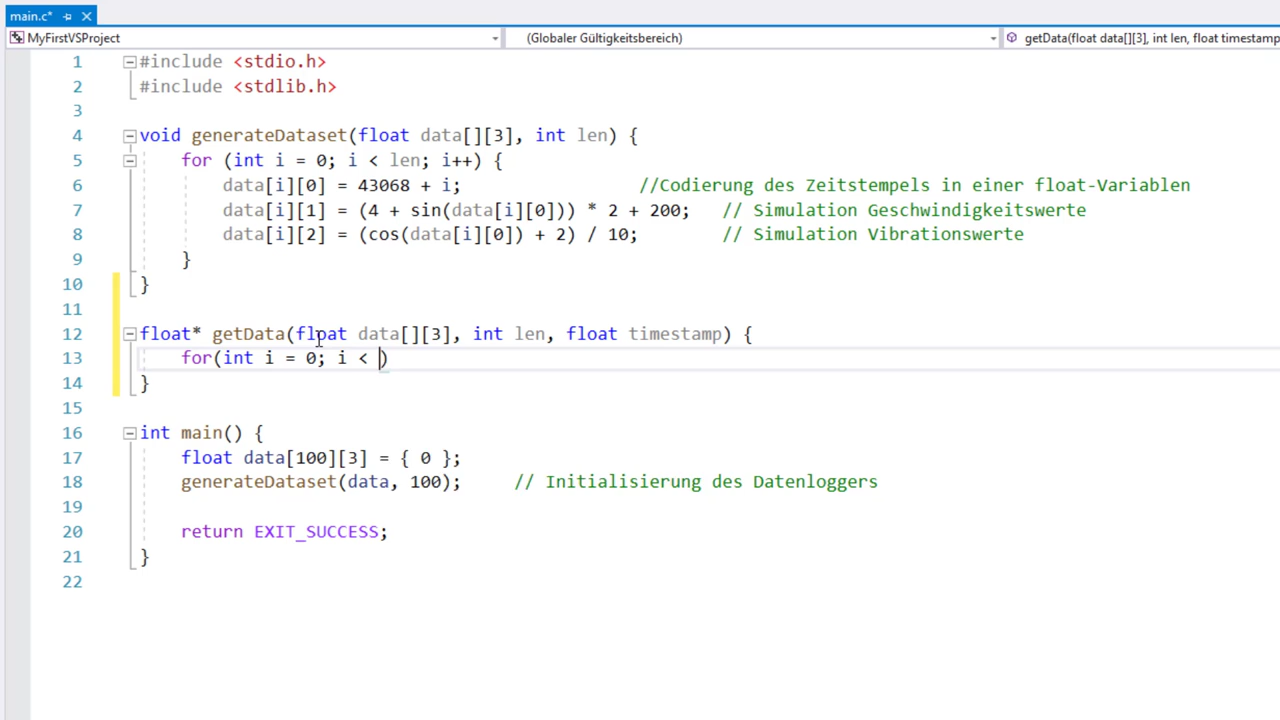 main.c*
MyFirstVSProject (Globaler Gültigkeitsbereich) getData(float data[][3], int len, float timestamp
1 #include <stdio.h>
2 #include <stdlib.h>
3
4 void generateDataset(float data[][3], int len) {
5 for (int i = 0; i < len; i++) {
6 data[i][0] = 43068 + i; //Codierung des Zeitstempels in einer float-Variablen
7 data[i][1] = (4 + sin(data[i][0])) * 2 + 200; // Simulation Geschwindigkeitswerte
8 data[i][2] = (cos(data[i][0]) + 2) / 10; // Simulation Vibrationswerte
9 }
10 }
11
12 float* getData(float data[][3], int len, float timestamp) {
13 for(int i = 0; i < )
14 }
15
16 int main() {
17 float data[100][3] = { 0 };
18 generateDataset(data, 100); // Initialisierung des Datenloggers
19
20 return EXIT_SUCCESS;
21 }
22